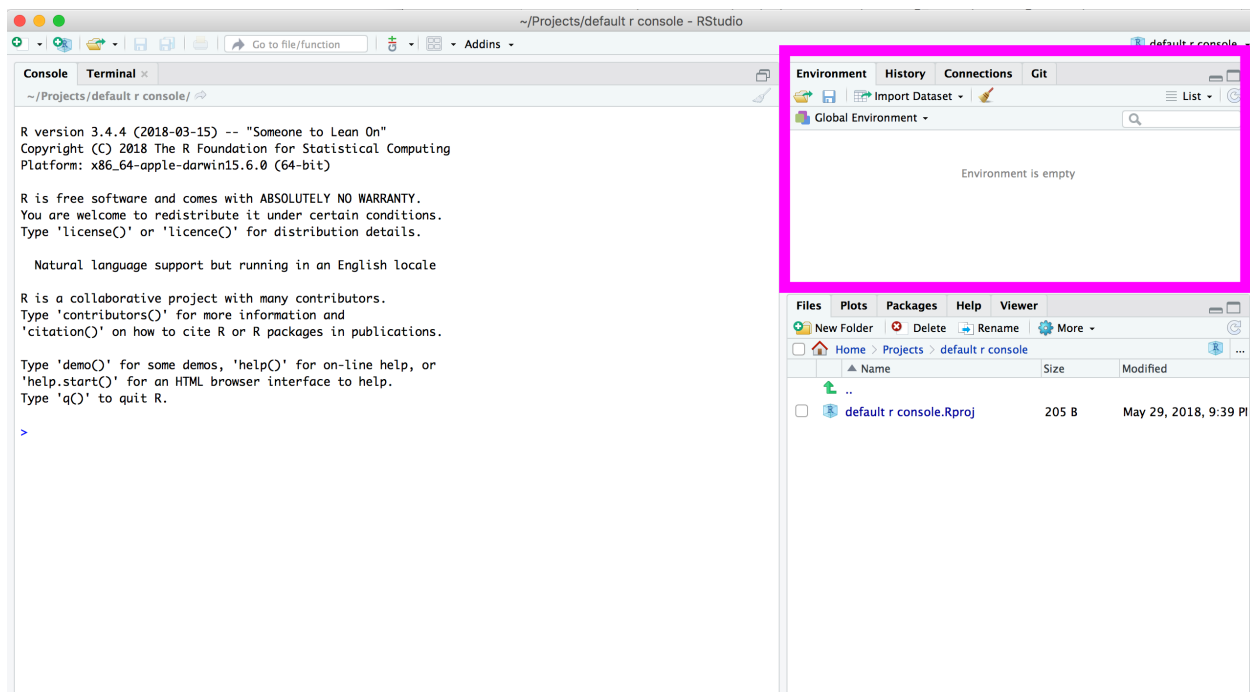 ~/Projects/default r console - RStudio
Go to file/function Addins default r console
Console Terminal
~/Projects/default r console/
R version 3.4.4 (2018-03-15) -- "Someone to Lean On"
Copyright (C) 2018 The R Foundation for Statistical Computing
Platform: x86_64-apple-darwin15.6.0 (64-bit)
R is free software and comes with ABSOLUTELY NO WARRANTY.
You are welcome to redistribute it under certain conditions.
Type 'license()' or 'licence()' for distribution details.
Natural language support but running in an English locale
R is a collaborative project with many contributors.
Type 'contributors()' for more information and
'citation()' on how to cite R or R packages in publications.
Type 'demo()' for some demos, 'help()' for on-line help, or
'help.start()' for an HTML browser interface to help.
Type 'q()' to quit R.
>
Environment History Connections Git
Import Dataset List
Global Environment
Environment is empty
Files Plots Packages Help Viewer
New Folder Delete Rename More
Home > Projects > default r console R ...
Name Size Modified
..
default r console.Rproj 205 B May 29, 2018, 9:39 P